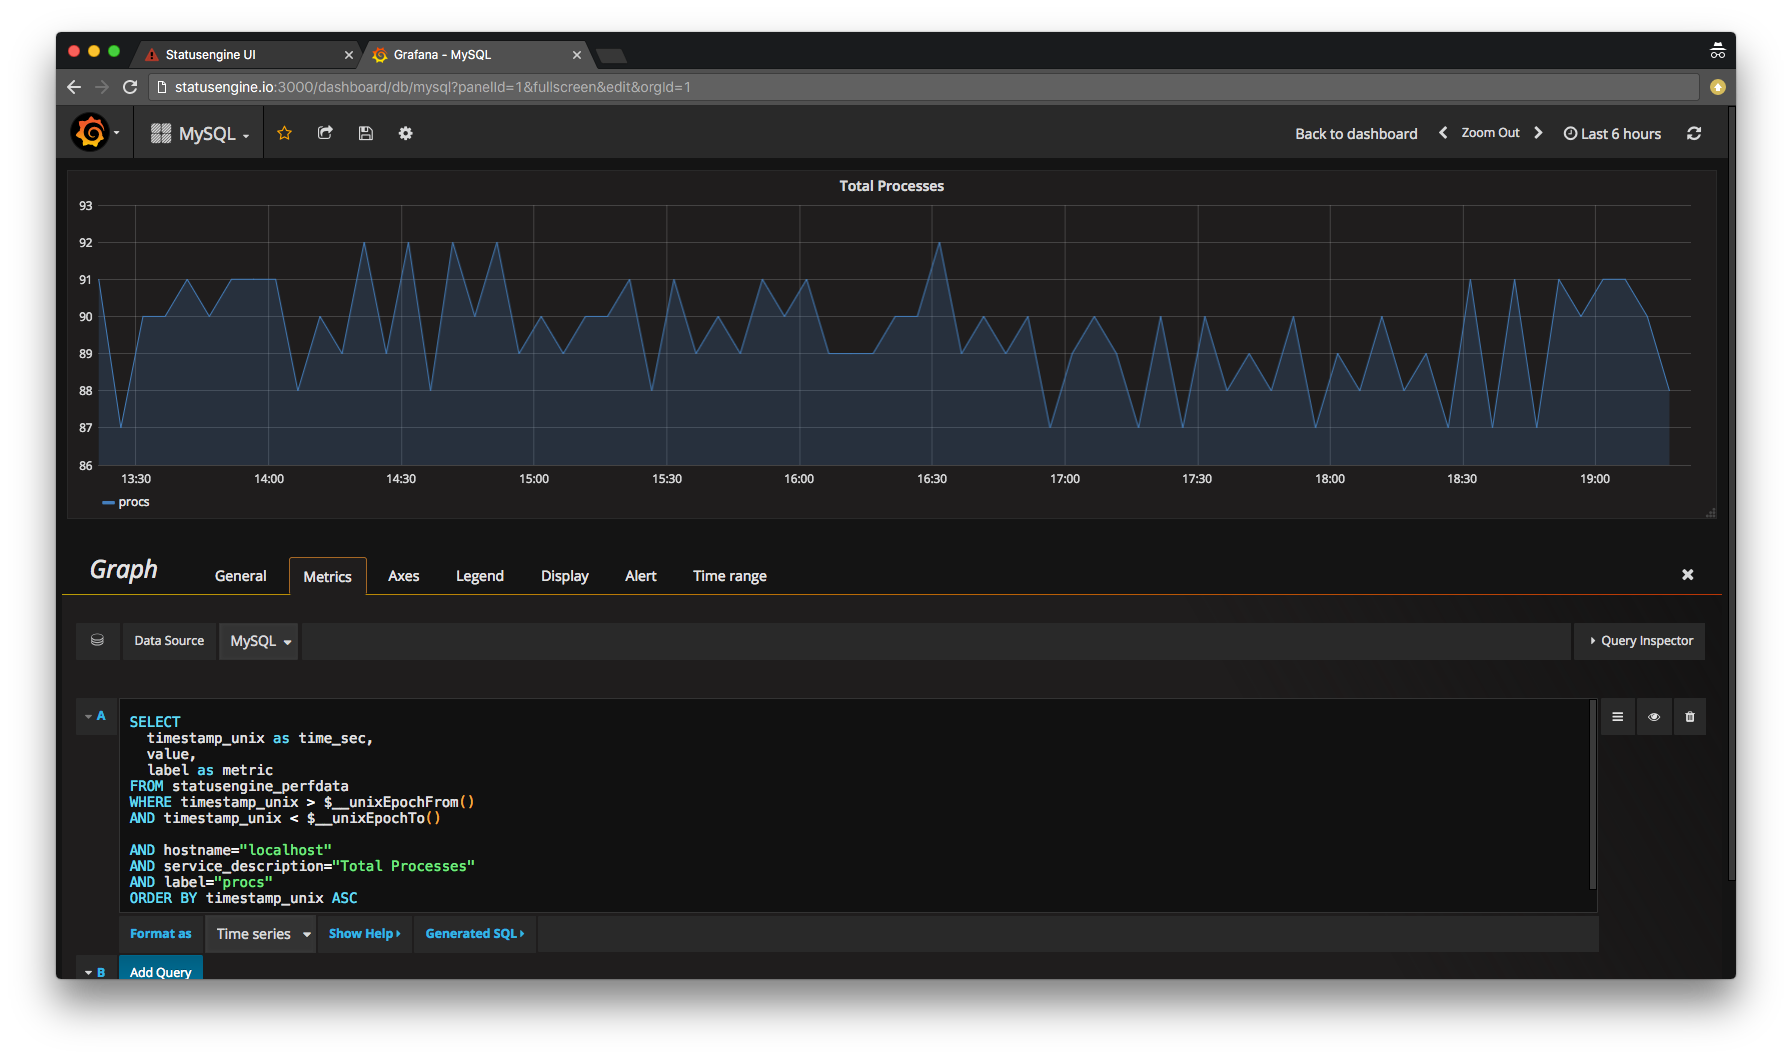 Statusengine UI
Grafana - MySQL
statusengine.io:3000/dashboard/db/mysql?panelId=1&fullscreen&edit&orgId=1
MySQL
Back to dashboard
Zoom Out
Last 6 hours
Total Processes
93
92
91
90
89
88
87
86
13:30 14:00 14:30 15:00 15:30 16:00 16:30 17:00 17:30 18:00 18:30 19:00
procs
Graph
General Metrics Axes Legend Display Alert Time range
Data Source MySQL
Query Inspector
A
SELECT
timestamp_unix as time_sec,
value,
label as metric
FROM statusengine_perfdata
WHERE timestamp_unix > $__unixEpochFrom()
AND timestamp_unix < $__unixEpochTo()
AND hostname="localhost"
AND service_description="Total Processes"
AND label="procs"
ORDER BY timestamp_unix ASC
Format as Time series Show Help Generated SQL
B Add Query